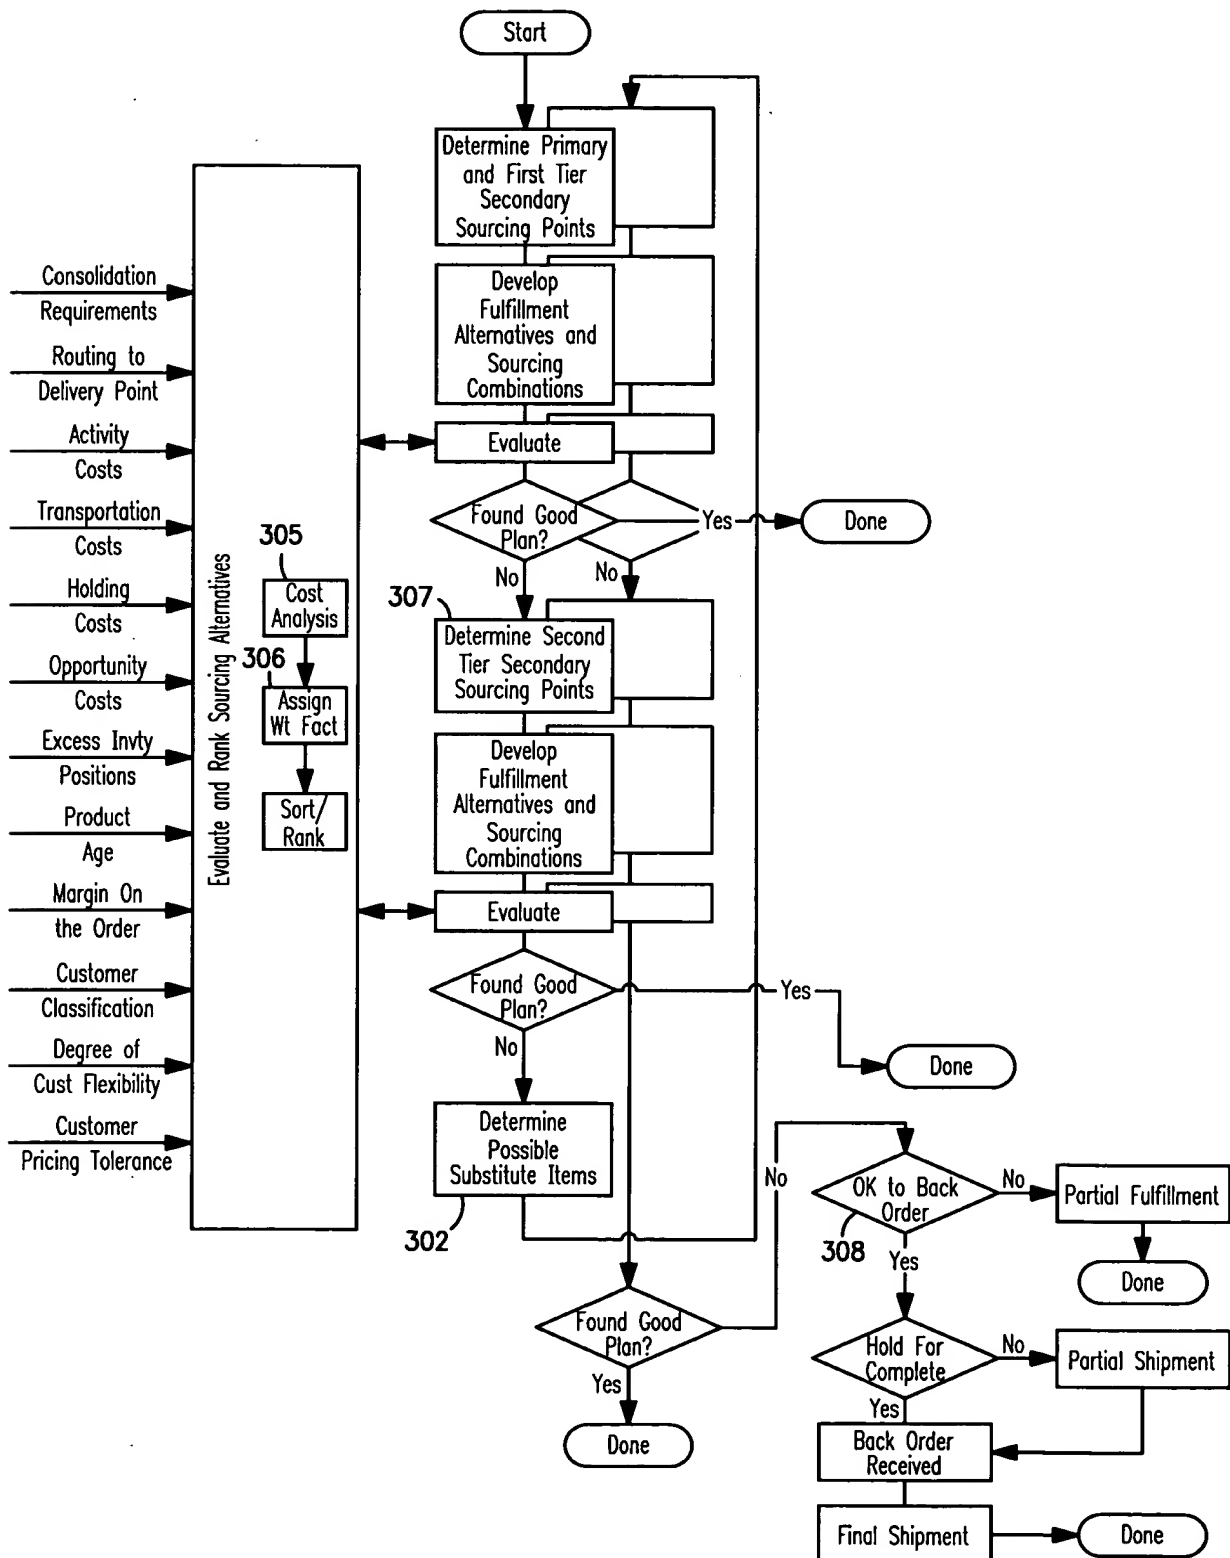 Start
Determine Primary
and First Tier
Secondary
Sourcing Points
Develop
Fulfillment
Alternatives and
Sourcing
Combinations
Evaluate
Found Good
Plan?
Yes
Done
No
No
307
Determine Second
Tier Secondary
Sourcing Points
Develop
Fulfillment
Alternatives and
Sourcing
Combinations
Evaluate
Found Good
Plan?
Yes
Done
No
Determine
Possible
Substitute Items
302
Found Good
Plan?
No
Yes
Done
OK to Back
Order
308
No
Partial Fulfillment
Done
Yes
Hold For
Complete
No
Partial Shipment
Yes
Back Order
Received
Final Shipment
Done
Consolidation
Requirements
Routing to
Delivery Point
Activity
Costs
Transportation
Costs
Holding
Costs
Opportunity
Costs
Excess Invty
Positions
Product
Age
Margin On
the Order
Customer
Classification
Degree of
Cust Flexibility
Customer
Pricing Tolerance
Evaluate and Rank Sourcing Alternatives
305
Cost
Analysis
306
Assign
Wt Fact
Sort/
Rank